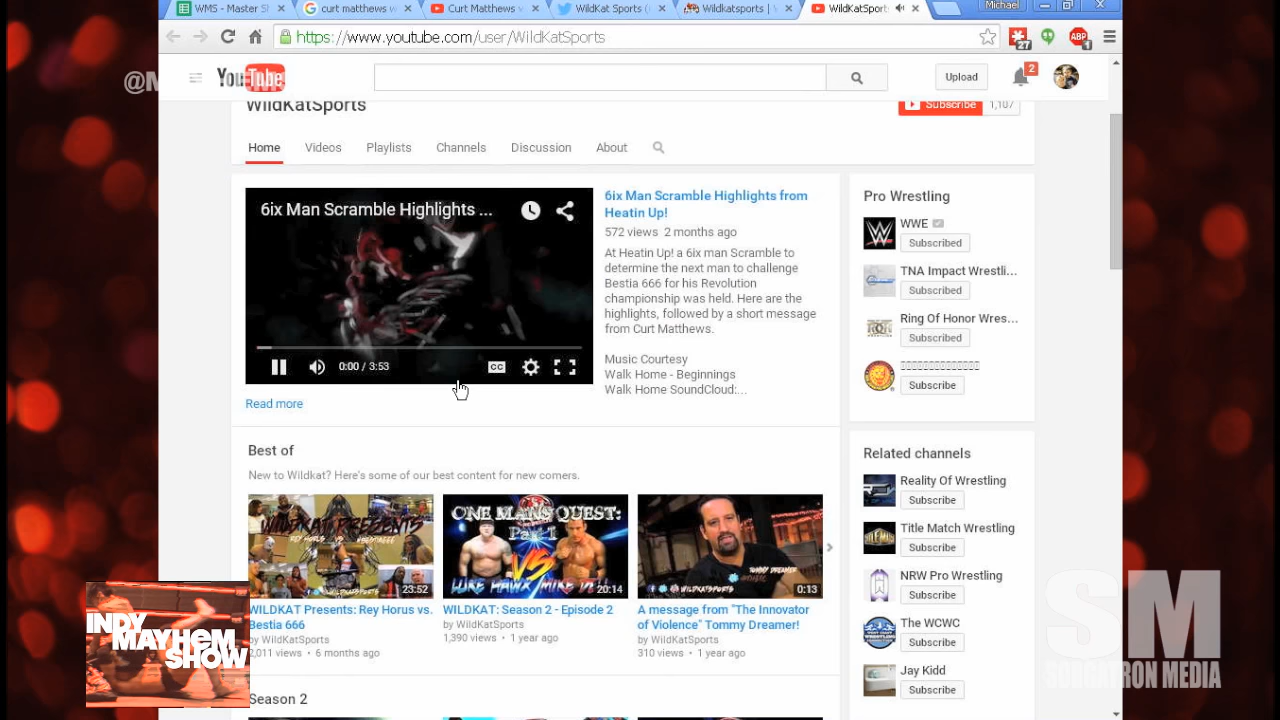 WMS - Master S
curt matthews w
Curt Matthews v
WildKat Sports (
Wildkatsports |
WildKatSport
Michael
https://www.youtube.com/user/WildKatSports
27
ABP
1
@M
YouTube
Upload
2
WildKatSports
Subscribe 1,107
Home Videos Playlists Channels Discussion About
6ix Man Scramble Highlights ...
0:00 / 3:53
CC
Read more
6ix Man Scramble Highlights from
Heatin Up!
572 views 2 months ago
At Heatin Up! a 6ix man Scramble to
determine the next man to challenge
Bestia 666 for his Revolution
championship was held. Here are the
highlights, followed by a short message
from Curt Matthews.
Music Courtesy
Walk Home - Beginnings
Walk Home SoundCloud:...
Pro Wrestling
WWE
Subscribed
TNA Impact Wrestli...
Subscribed
Ring Of Honor Wres...
Subscribed
Subscribe
Best of
New to Wildkat? Here's some of our best content for new comers.
WILDKAT PRESENTS
23:52
WILDKAT Presents: Rey Horus vs.
Bestia 666
by WildKatSports
2,011 views • 6 months ago
ONE MAN'S QUEST:
Part 1
20:14
WILDKAT: Season 2 - Episode 2
by WildKatSports
1,390 views • 1 year ago
TOMMY DREAMER
0:13
A message from "The Innovator
of Violence" Tommy Dreamer!
by WildKatSports
310 views • 1 year ago
Season 2
Related channels
Reality Of Wrestling
Subscribe
Title Match Wrestling
Subscribe
NRW Pro Wrestling
Subscribe
The WCWC
Subscribe
Jay Kidd
Subscribe
INDY
MAYHEM
SHOW
SM
SORGATRON MEDIA